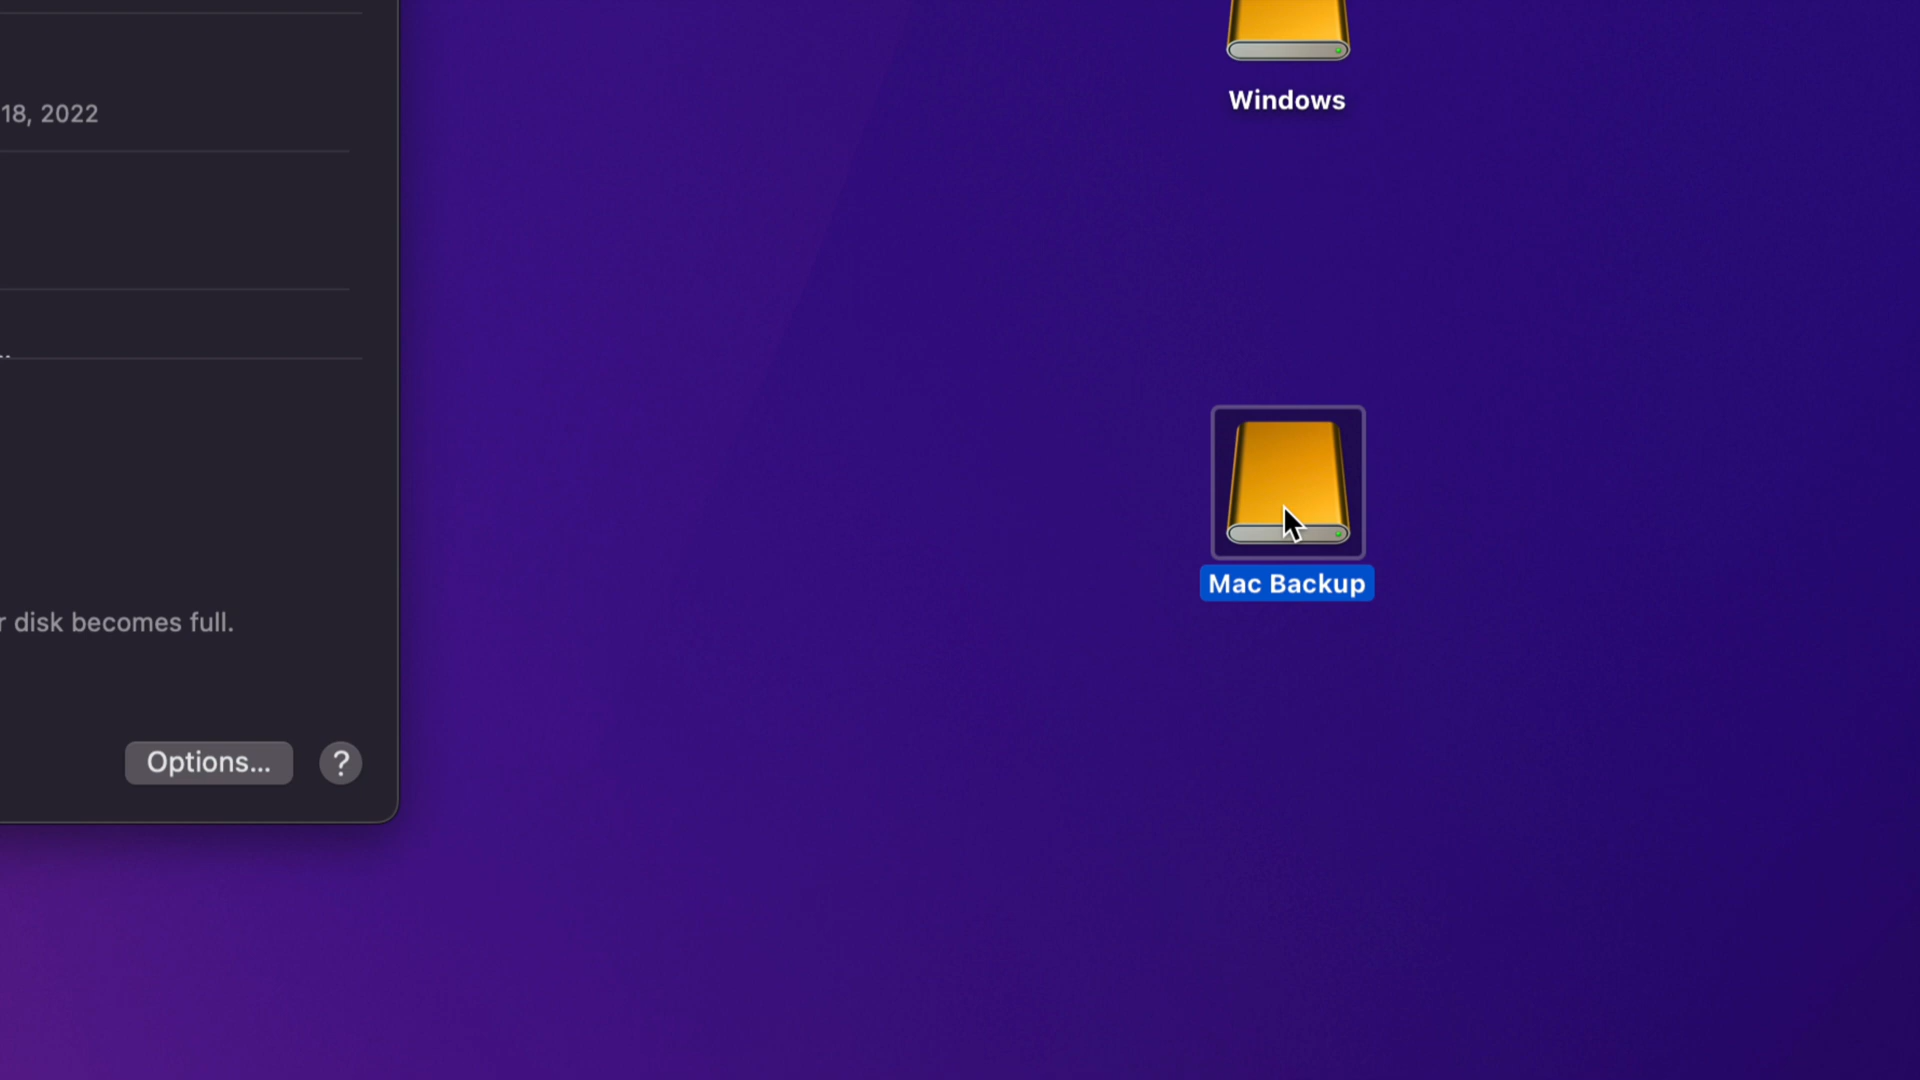 18, 2022
disk becomes full.
Options...
?
Windows
Mac Backup